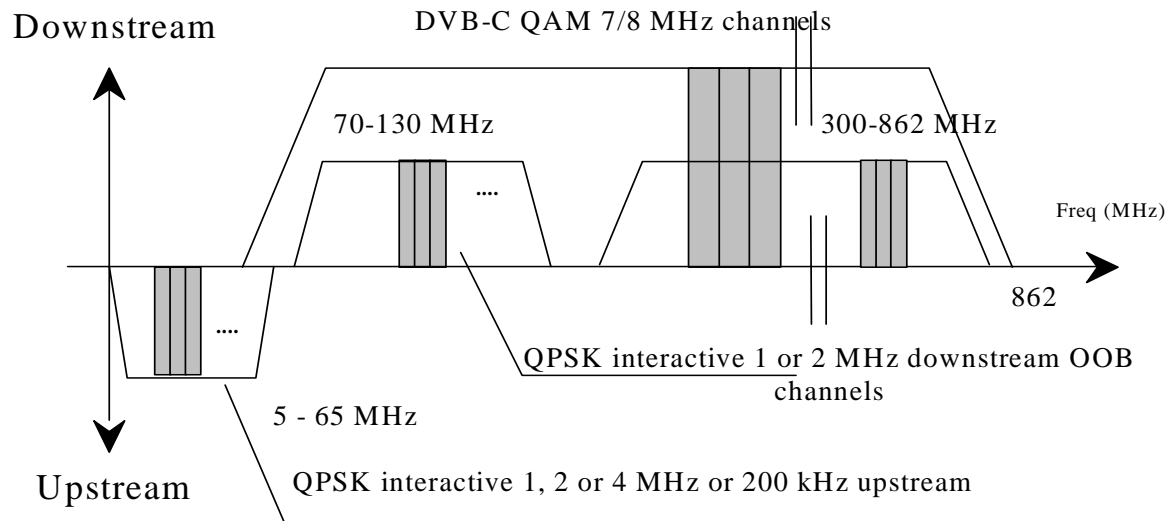 Downstream
DVB-C QAM 7/8 MHz channels
70-130 MHz
300-862 MHz
....
Freq (MHz)
862
....
QPSK interactive 1 or 2 MHz downstream OOB
channels
5 - 65 MHz
Upstream
QPSK interactive 1, 2 or 4 MHz or 200 kHz upstream